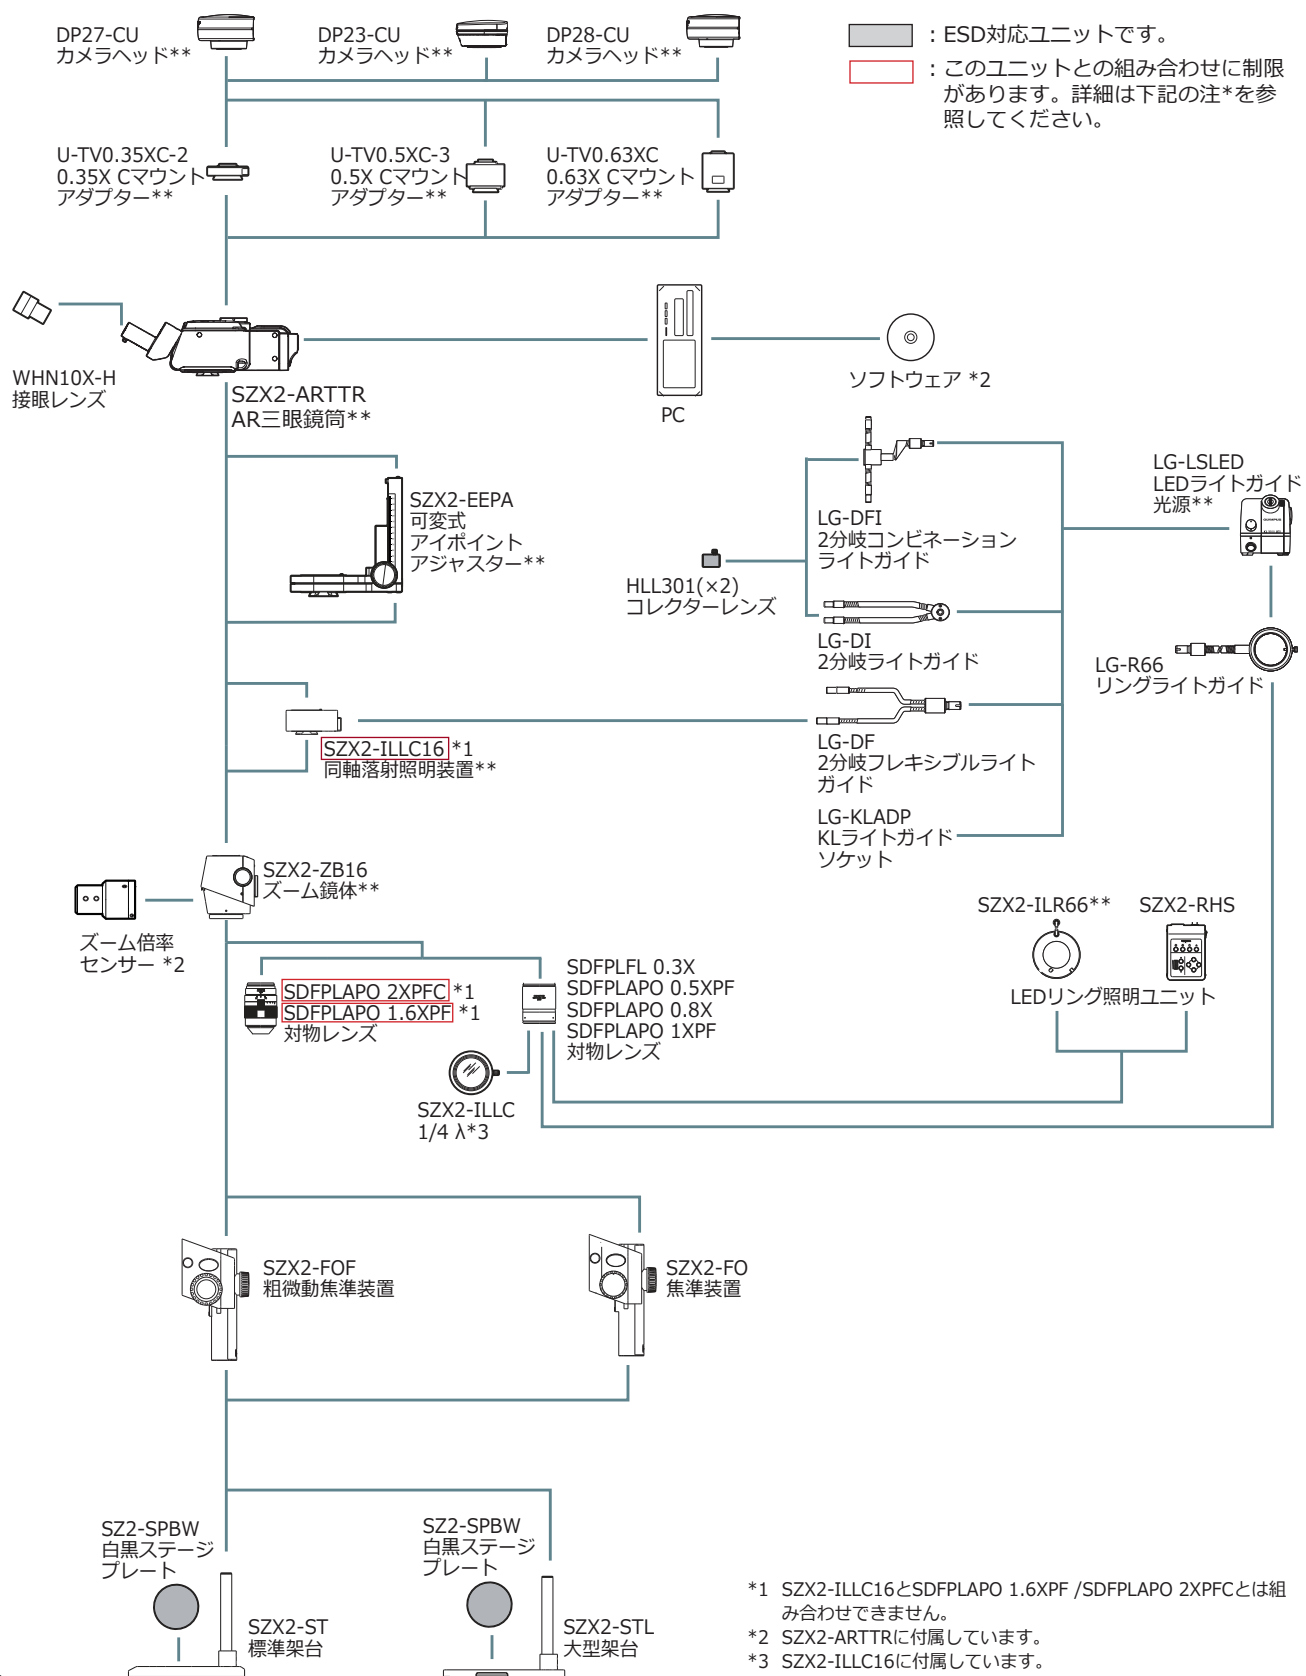 DP27-CU
カメラヘッド**
DP23-CU
カメラヘッド**
DP28-CU
カメラヘッド**
：ESD対応ユニットです。
：このユニットとの組み合わせに制限
があります。詳細は下記の注*を参
照してください。
U-TV0.35XC-2
0.35X Cマウント
アダプター**
U-TV0.5XC-3
0.5X Cマウント
アダプター**
U-TV0.63XC
0.63X Cマウント
アダプター**
WHN10X-H
接眼レンズ
SZX2-ARTTR
AR三眼鏡筒**
PC
ソフトウェア *2
SZX2-EEPA
可変式
アイポイント
アジャスター**
HLL301(×2)
コレクターレンズ
LG-DFI
2分岐コンビネーション
ライトガイド
LG-LSLED
LEDライトガイド
光源**
LG-DI
2分岐ライトガイド
LG-R66
リングライトガイド
SZX2-ILLC16 *1
同軸落射照明装置**
LG-DF
2分岐フレキシブルライト
ガイド
LG-KLADP
KLライトガイド
ソケット
SZX2-ZB16
ズーム鏡体**
ズーム倍率
センサー *2
SZX2-ILR66**
SZX2-RHS
LEDリング照明ユニット
SDFPLAPO 2XPFC *1
SDFPLAPO 1.6XPF *1
対物レンズ
SDFPLFL 0.3X
SDFPLAPO 0.5XPF
SDFPLAPO 0.8X
SDFPLAPO 1XPF
対物レンズ
SZX2-ILLC
1/4 λ*3
SZX2-FOF
粗微動焦準装置
SZX2-FO
焦準装置
SZ2-SPBW
白黒ステージ
プレート
SZX2-ST
標準架台
SZ2-SPBW
白黒ステージ
プレート
SZX2-STL
大型架台
*1 SZX2-ILLC16とSDFPLAPO 1.6XPF /SDFPLAPO 2XPFCとは組
み合わせできません。
*2 SZX2-ARTTRに付属しています。
*3 SZX2-ILLC16に付属しています。